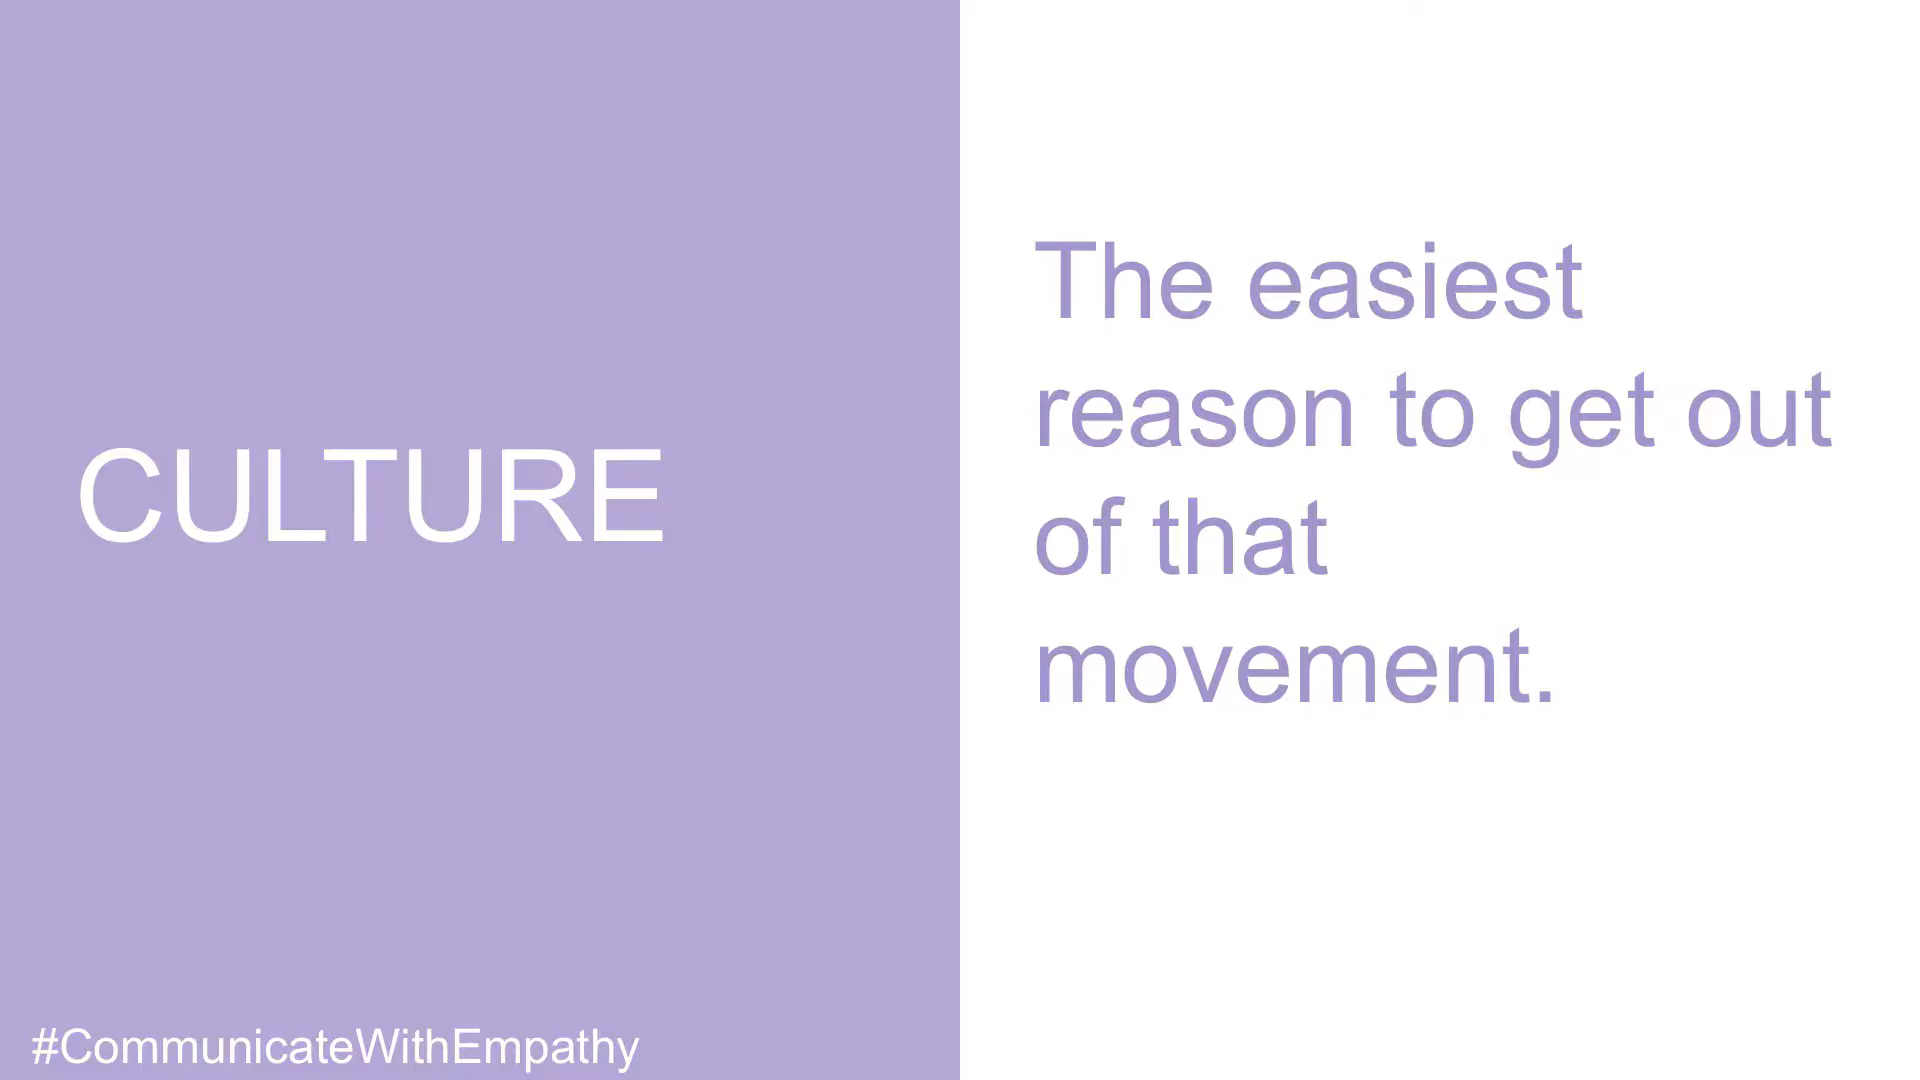 CULTURE
The easiest
reason to get out
of that
movement.
#CommunicateWithEmpathy